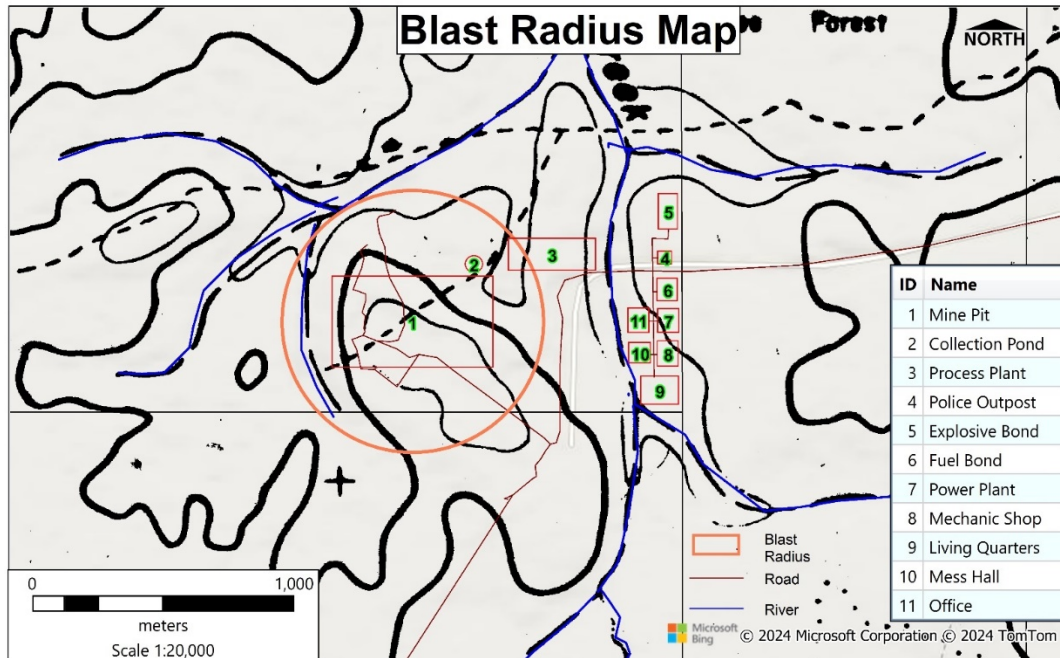 Blast Radius Map
Forest
NORTH
5
2
3
4
6
1
11
7
10
8
9
ID Name
1 Mine Pit
2 Collection Pond
3 Process Plant
4 Police Outpost
5 Explosive Bond
6 Fuel Bond
7 Power Plant
8 Mechanic Shop
9 Living Quarters
10 Mess Hall
11 Office
Blast
Radius
Road
River
0 1,000
meters
Scale 1:20,000
Microsoft
Bing
© 2024 Microsoft Corporation © 2024 TomTom